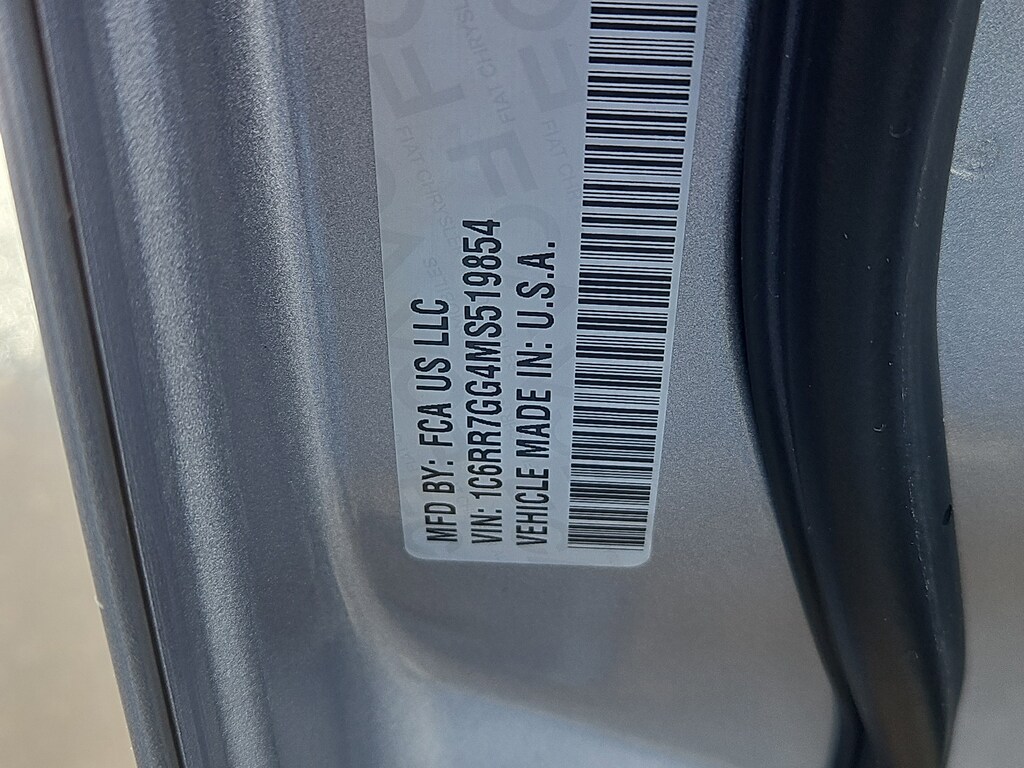 MFD BY: FCA US LLC
VIN: 1C6RR7GG4MS519854
VEHICLE MADE IN: U.S.A.